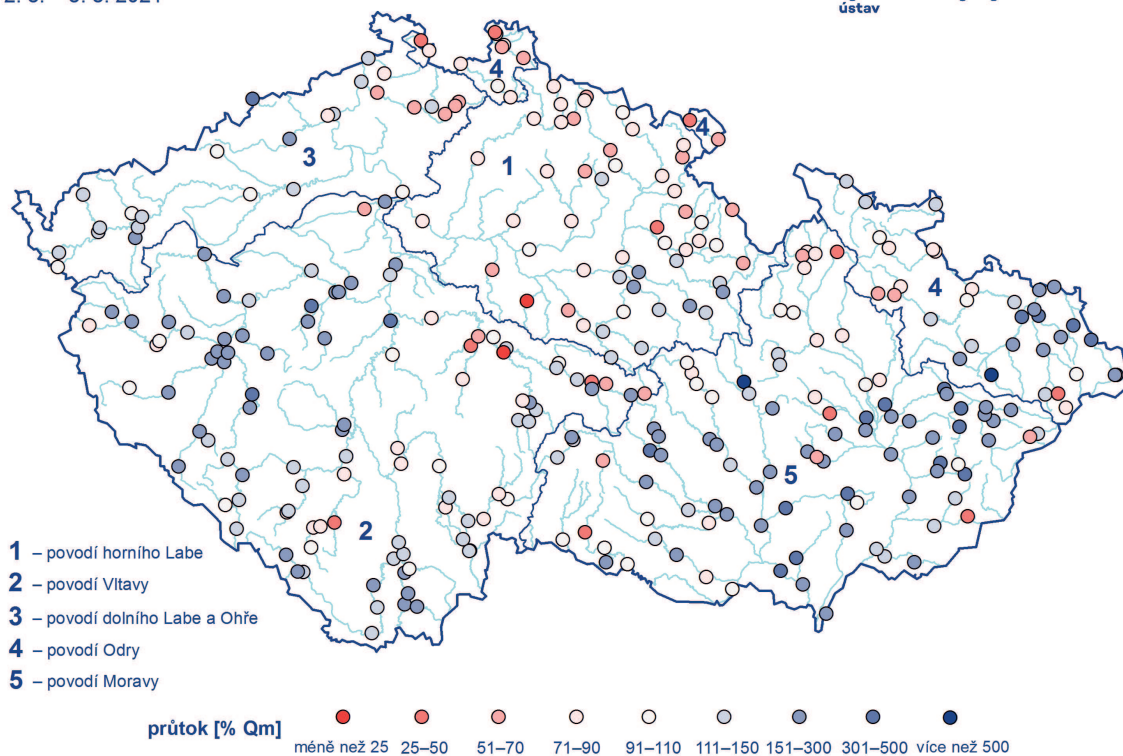 ústav
4
4
3
1
4
5
2
1 – povodí horního Labe
2 – povodí Vltavy
3 – povodí dolního Labe a Ohře
4 – povodí Odry
5 – povodí Moravy
průtok [% Qm]
méně než 25 25–50 51–70 71–90 91–110 111–150 151–300 301–500 více než 500